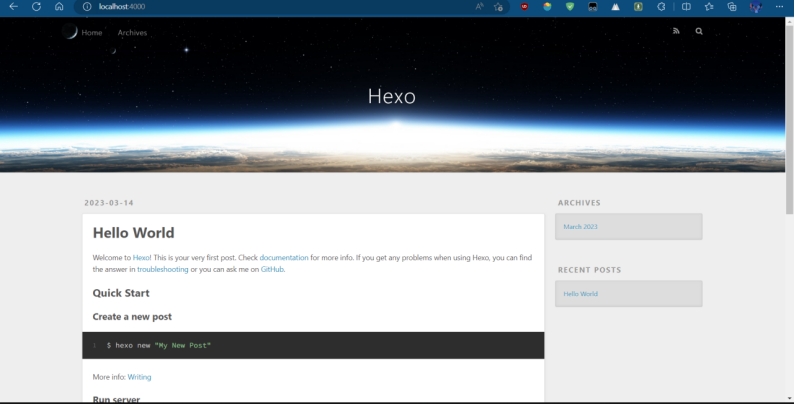 localhost:4000
Home Archives
Hexo
2023-03-14
Hello World
Welcome to Hexo! This is your very first post. Check documentation for more info. If you get any problems when using Hexo, you can find
the answer in troubleshooting or you can ask me on GitHub.
Quick Start
Create a new post
1 $ hexo new "My New Post"
More info: Writing
Run server
ARCHIVES
March 2023
RECENT POSTS
Hello World